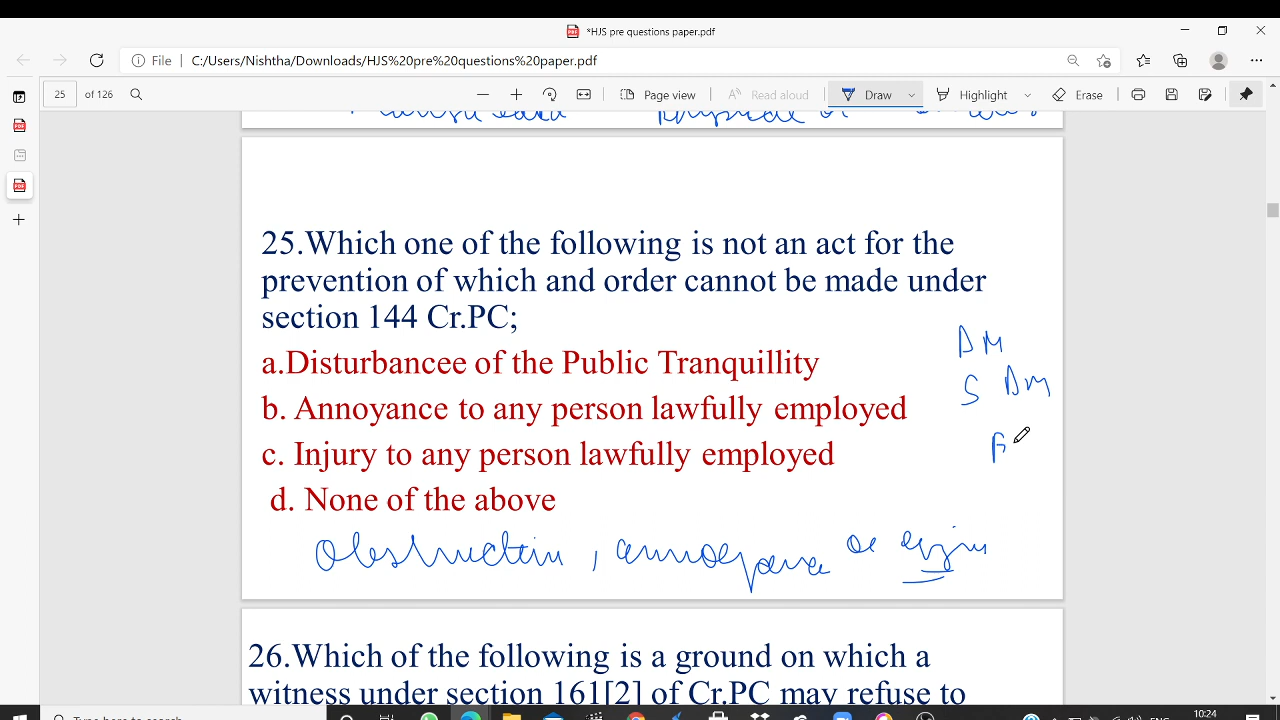 *HJS pre questions paper.pdf
File | C:/Users/Nishtha/Downloads/HJS%20pre%20questions%20paper.pdf
25 of 126 Page view Read aloud Draw Highlight Erase
25.Which one of the following is not an act for the
prevention of which and order cannot be made under
section 144 Cr.PC;
a.Disturbancee of the Public Tranquillity
b. Annoyance to any person lawfully employed
c. Injury to any person lawfully employed
d. None of the above
DM
S DM
Obstruction, annoyance or
26.Which of the following is a ground on which a
witness under section 161[2] of Cr.PC may refuse to
Type here to search
ENG
10:24